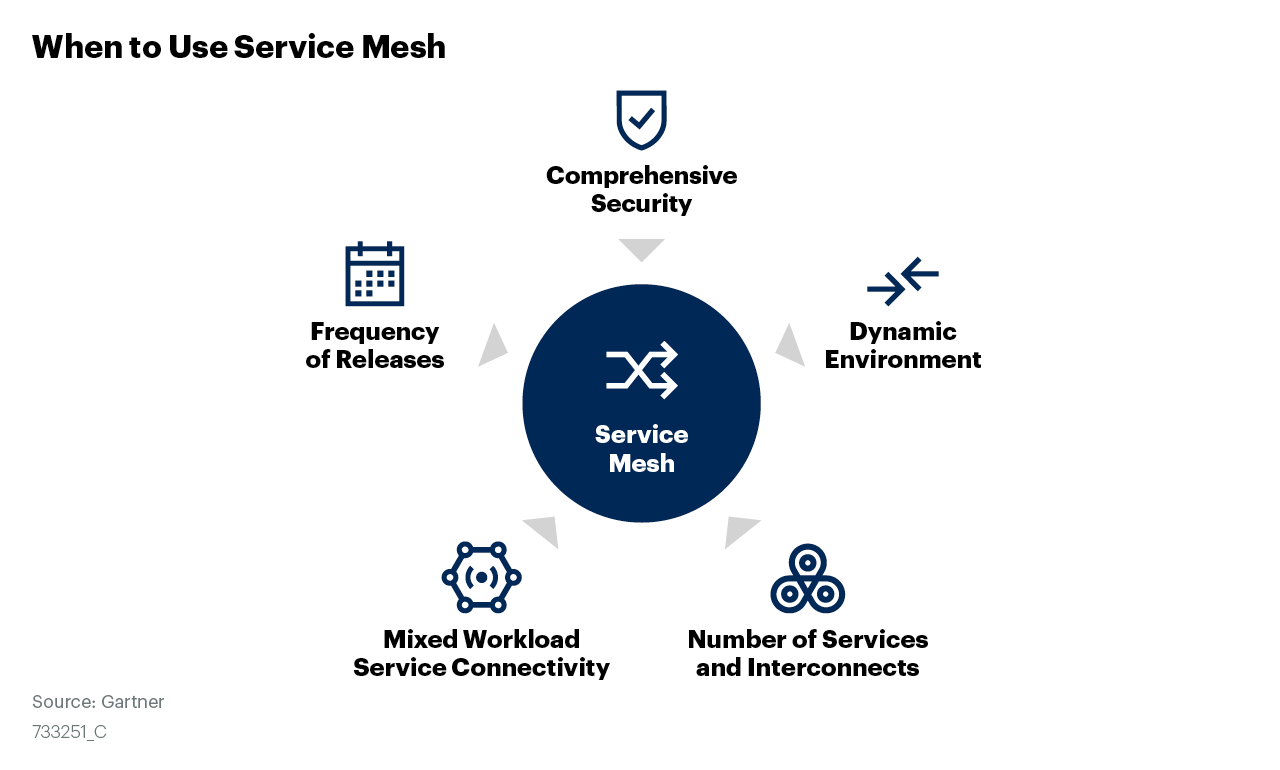 When to Use Service Mesh
Comprehensive
Security
Frequency
of Releases
Dynamic
Environment
Service
Mesh
Mixed Workload
Service Connectivity
Number of Services
and Interconnects
Source: Gartner
733251_C